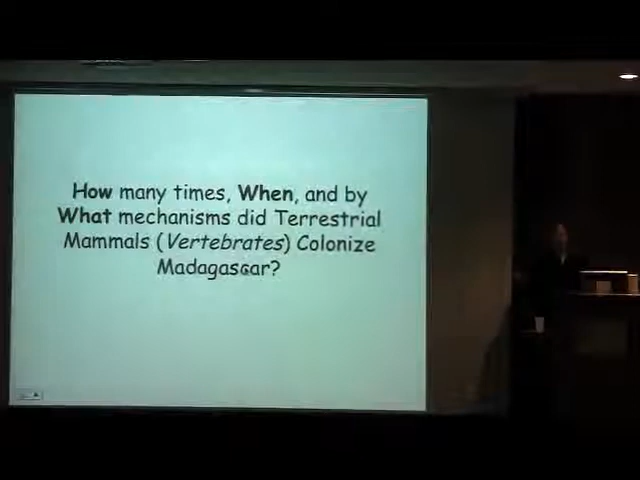 How many times, When, and by
What mechanisms did Terrestrial
Mammals (Vertebrates) Colonize
Madagascar?